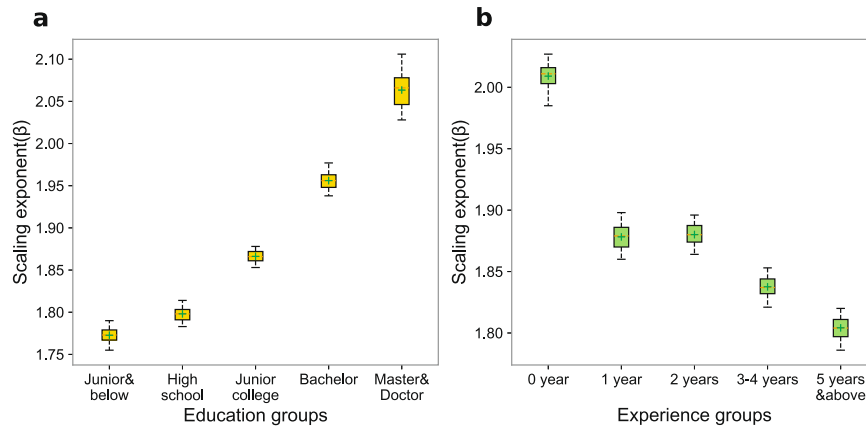 a
2.10
2.05
2.00
1.95
1.90
1.85
1.80
1.75
Scaling exponent(β)
Junior&
below
High
school
Junior
college
Bachelor
Master&
Doctor
Education groups
b
2.00
1.95
1.90
1.85
1.80
Scaling exponent(β)
0 year
1 year
2 years
3-4 years
5 years
&above
Experience groups